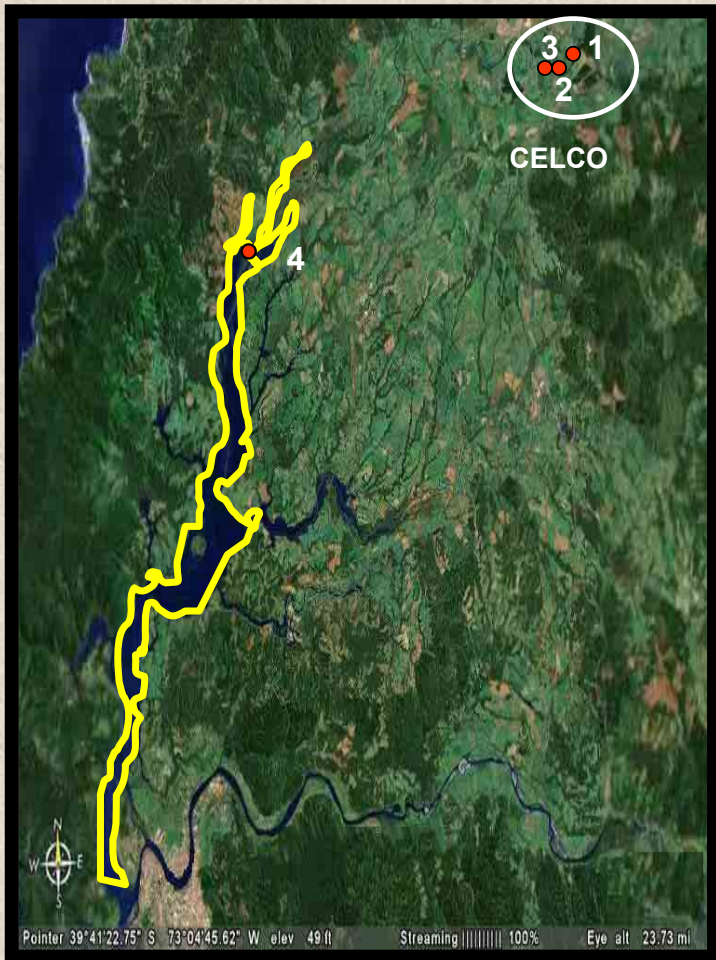 3 1
2
CELCO
4
N
W E
S
Pointer 39°41'22.75" S 73°04'45.62" W elev 49 ft Streaming |||||||||| 100% Eye alt 23.73 mi